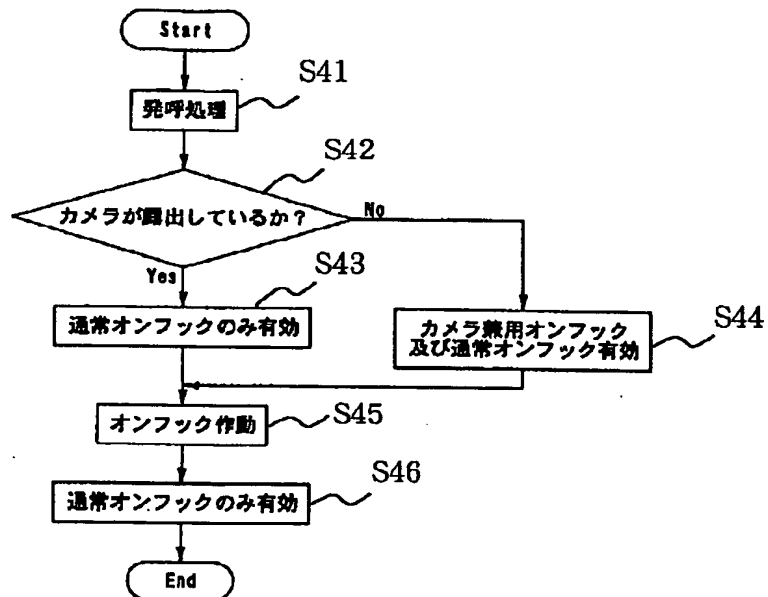 Start
S41
発呼処理
S42
カメラが露出しているか？
No
Yes
S43
通常オンフックのみ有効
S44
カメラ兼用オンフック
及び通常オンフック有効
S45
オンフック作動
S46
通常オンフックのみ有効
End